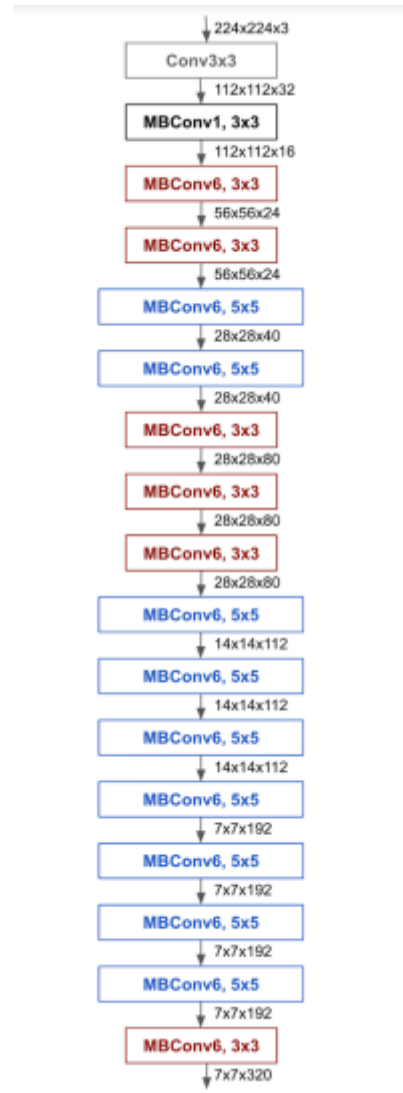 224x224x3
Conv3x3
112x112x32
MBConv1, 3x3
112x112x16
MBConv6, 3x3
56x56x24
MBConv6, 3x3
56x56x24
MBConv6, 5x5
28x28x40
MBConv6, 5x5
28x28x40
MBConv6, 3x3
28x28x80
MBConv6, 3x3
28x28x80
MBConv6, 3x3
28x28x80
MBConv6, 5x5
14x14x112
MBConv6, 5x5
14x14x112
MBConv6, 5x5
14x14x112
MBConv6, 5x5
7x7x192
MBConv6, 5x5
7x7x192
MBConv6, 5x5
7x7x192
MBConv6, 5x5
7x7x192
MBConv6, 3x3
7x7x320